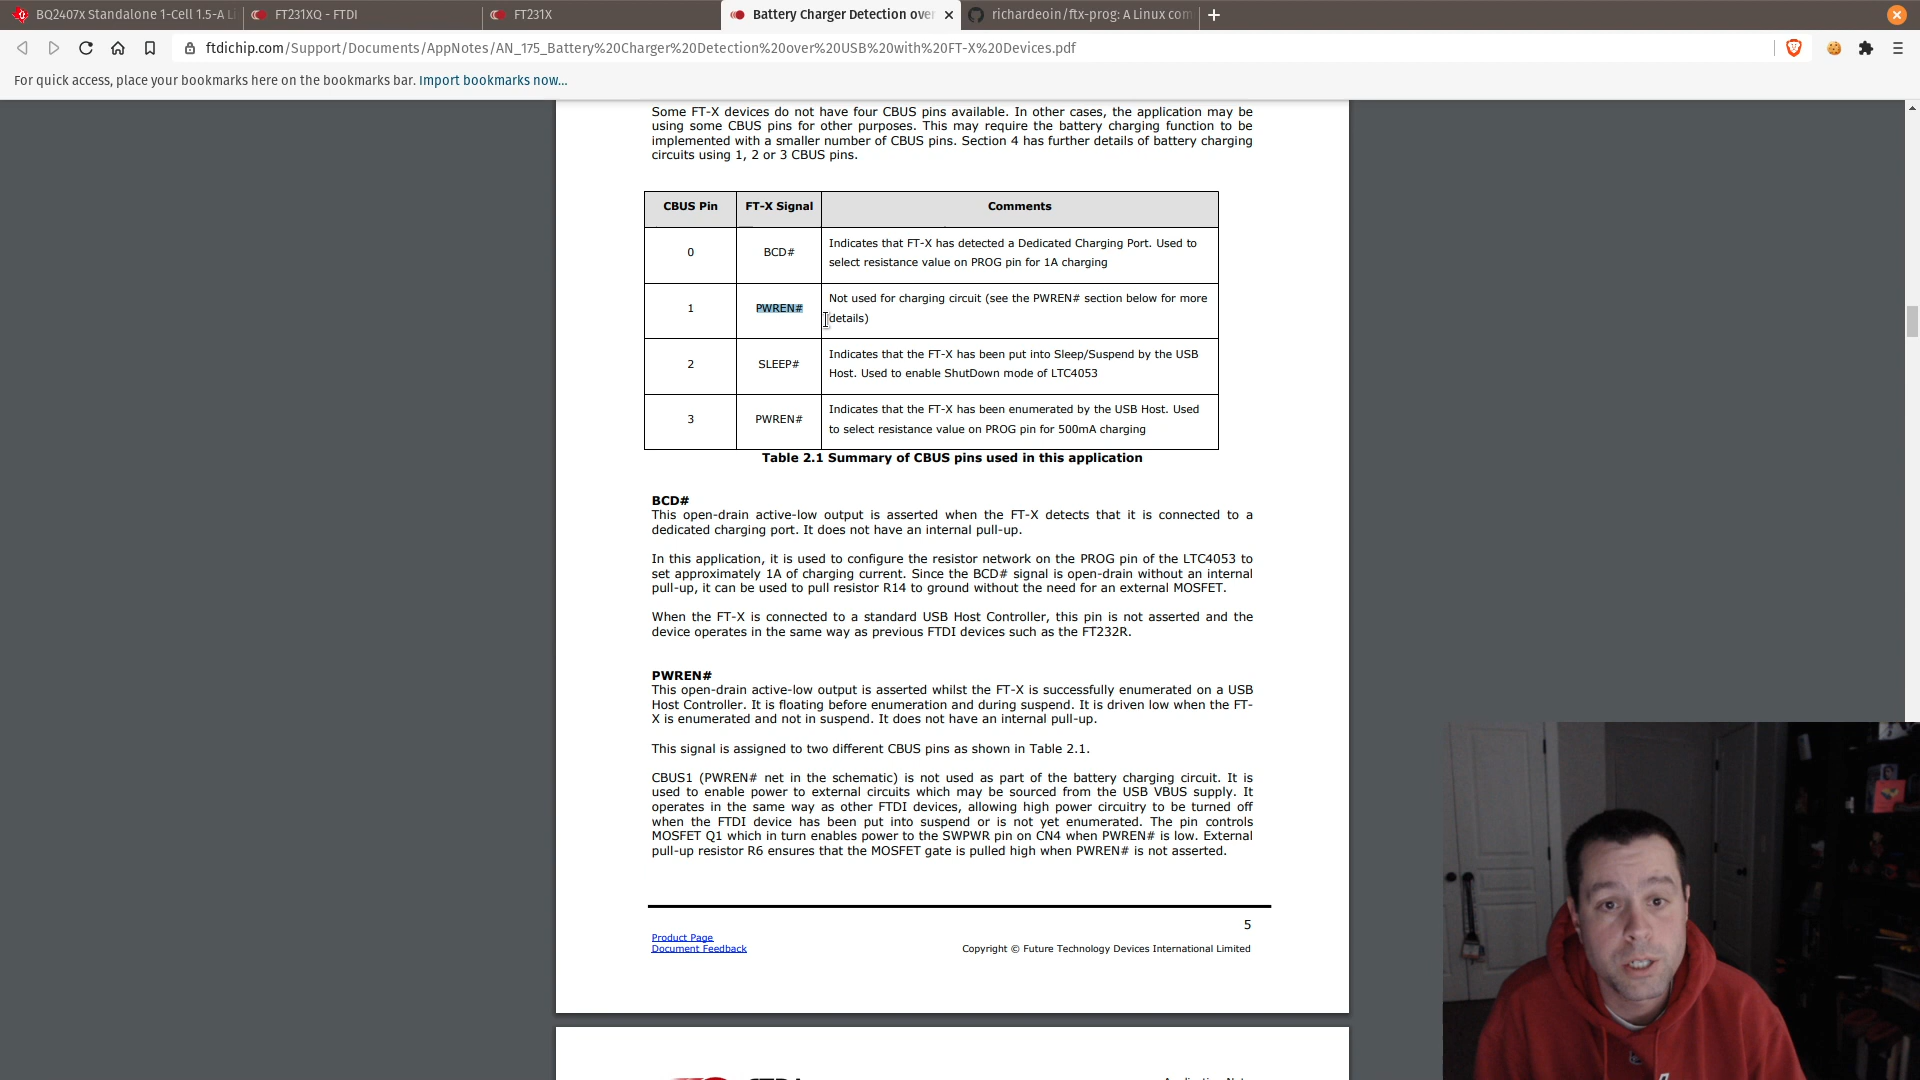 BQ2407x Standalone 1-Cell 1.5-A Li
FT231XQ - FTDI
FT231X
Battery Charger Detection over
richardeoin/ftx-prog: A Linux com
ftdichip.com/Support/Documents/AppNotes/AN_175_Battery%20Charger%20Detection%20over%20USB%20with%20FT-X%20Devices.pdf
For quick access, place your bookmarks here on the bookmarks bar. Import bookmarks now...
Some FT-X devices do not have four CBUS pins available. In other cases, the application may be
using some CBUS pins for other purposes. This may require the battery charging function to be
implemented with a smaller number of CBUS pins. Section 4 has further details of battery charging
circuits using 1, 2 or 3 CBUS pins.
CBUS Pin FT-X Signal Comments
0 BCD# Indicates that FT-X has detected a Dedicated Charging Port. Used to
select resistance value on PROG pin for 1A charging
1 PWREN# Not used for charging circuit (see the PWREN# section below for more
details)
2 SLEEP# Indicates that the FT-X has been put into Sleep/Suspend by the USB
Host. Used to enable ShutDown mode of LTC4053
3 PWREN# Indicates that the FT-X has been enumerated by the USB Host. Used
to select resistance value on PROG pin for 500mA charging
Table 2.1 Summary of CBUS pins used in this application
BCD#
This open-drain active-low output is asserted when the FT-X detects that it is connected to a
dedicated charging port. It does not have an internal pull-up.
In this application, it is used to configure the resistor network on the PROG pin of the LTC4053 to
set approximately 1A of charging current. Since the BCD# signal is open-drain without an internal
pull-up, it can be used to pull resistor R14 to ground without the need for an external MOSFET.
When the FT-X is connected to a standard USB Host Controller, this pin is not asserted and the
device operates in the same way as previous FTDI devices such as the FT232R.
PWREN#
This open-drain active-low output is asserted whilst the FT-X is successfully enumerated on a USB
Host Controller. It is floating before enumeration and during suspend. It is driven low when the FT-
X is enumerated and not in suspend. It does not have an internal pull-up.
This signal is assigned to two different CBUS pins as shown in Table 2.1.
CBUS1 (PWREN# net in the schematic) is not used as part of the battery charging circuit. It is
used to enable power to external circuits which may be sourced from the USB VBUS supply. It
operates in the same way as other FTDI devices, allowing high power circuitry to be turned off
when the FTDI device has been put into suspend or is not yet enumerated. The pin controls
MOSFET Q1 which in turn enables power to the SWPWR pin on CN4 when PWREN# is low. External
pull-up resistor R6 ensures that the MOSFET gate is pulled high when PWREN# is not asserted.
5
Product Page
Document Feedback
Copyright © Future Technology Devices International Limited